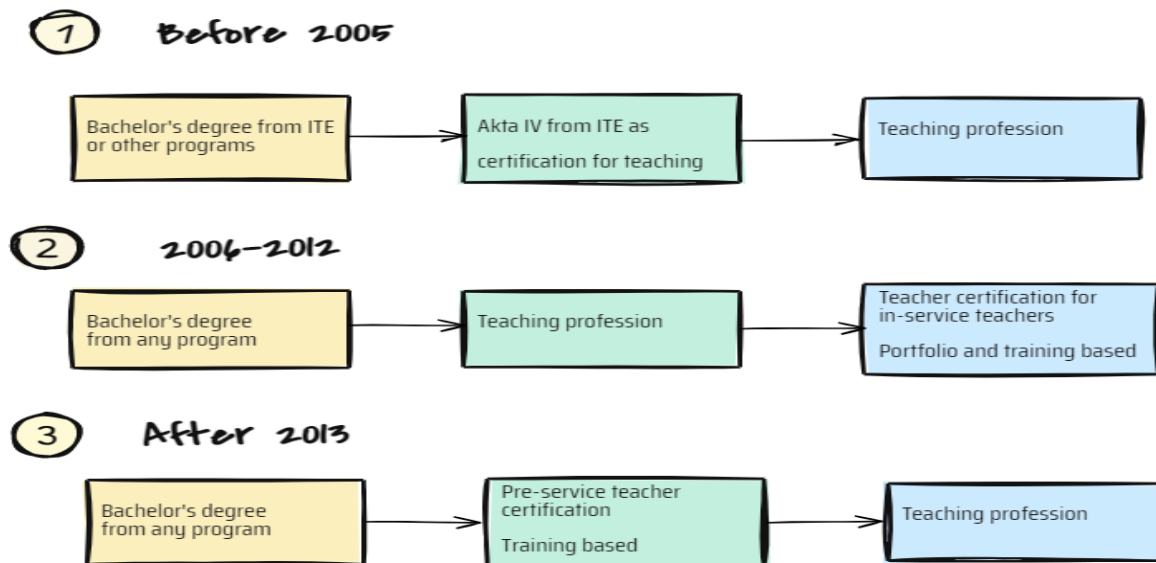 1
Before 2005
Bachelor's degree from ITE
or other programs
Akta IV from ITE as
certification for teaching
Teaching profession
2
2006-2012
Bachelor's degree
from any program
Teaching profession
Teacher certification for
in-service teachers
Portfolio and training based
3
After 2013
Bachelor's degree
from any program
Pre-service teacher
certification
Training based
Teaching profession